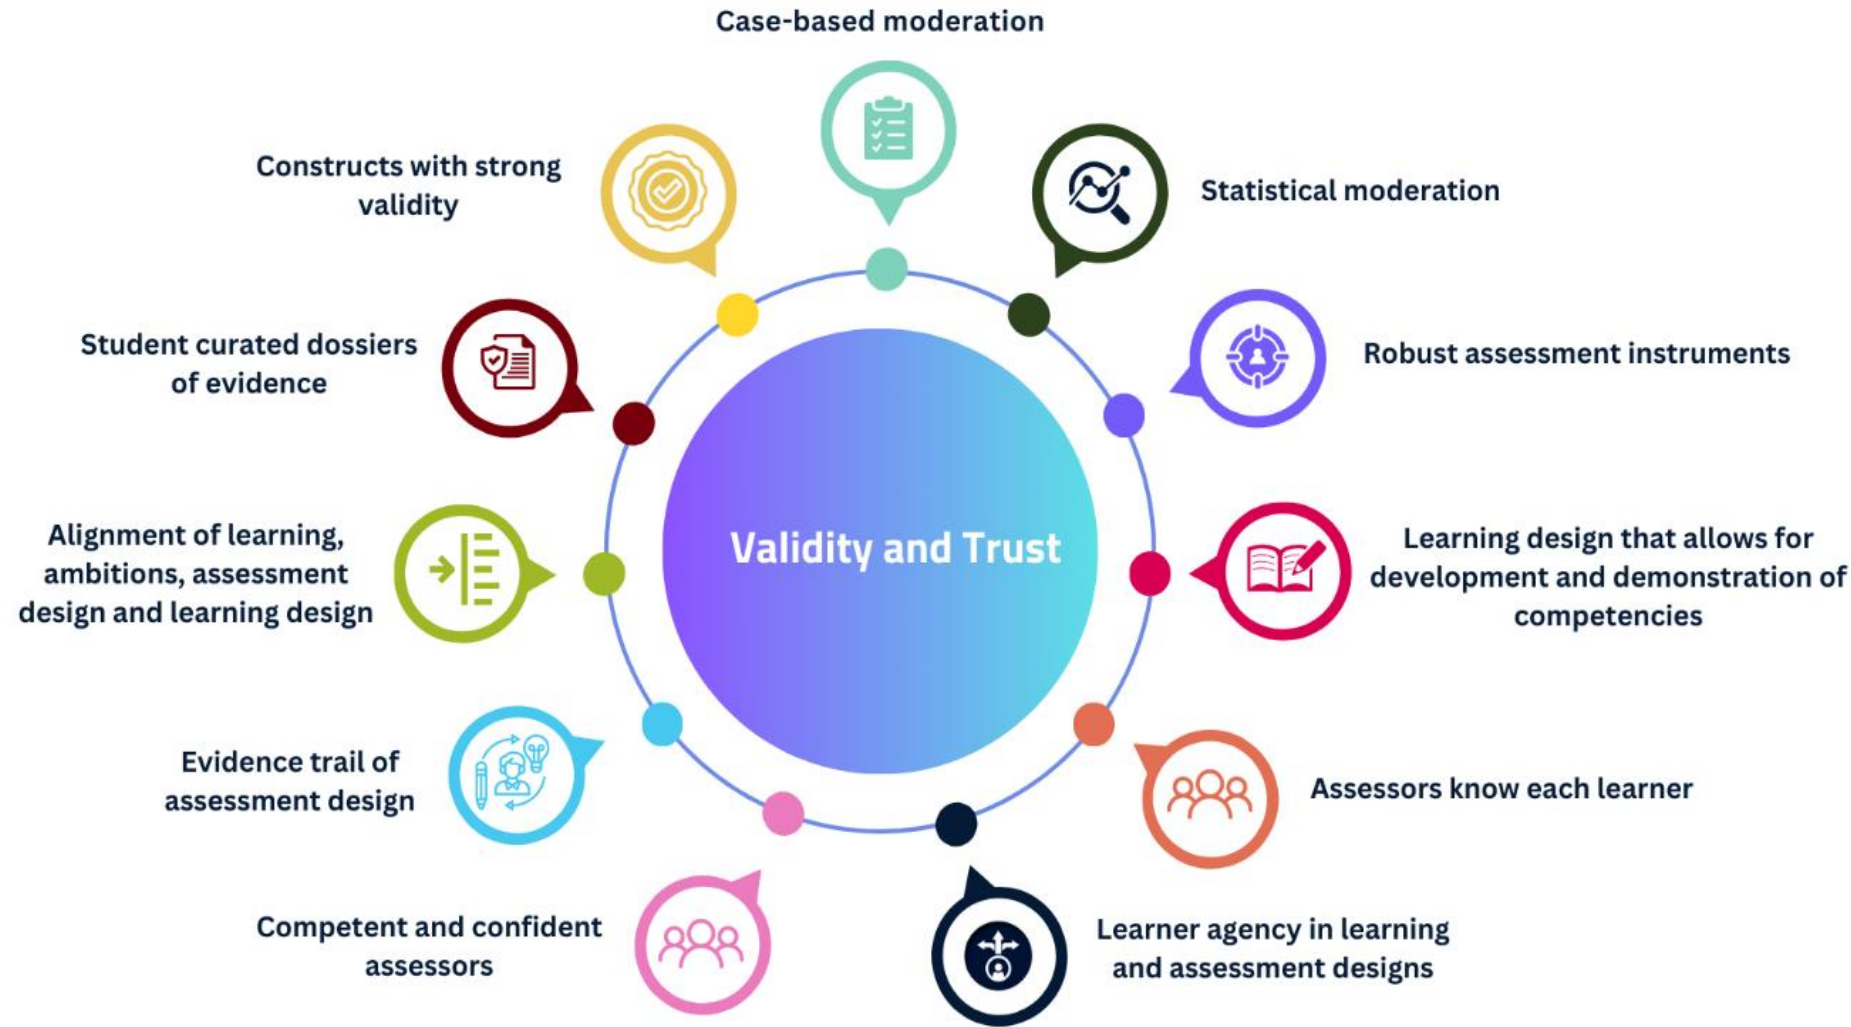 Case-based moderation
Constructs with strong
validity
Statistical moderation
Student curated dossiers
of evidence
Robust assessment instruments
Alignment of learning,
ambitions, assessment
design and learning design
Validity and Trust
Learning design that allows for
development and demonstration of
competencies
Evidence trail of
assessment design
Assessors know each learner
Competent and confident
assessors
Learner agency in learning
and assessment designs